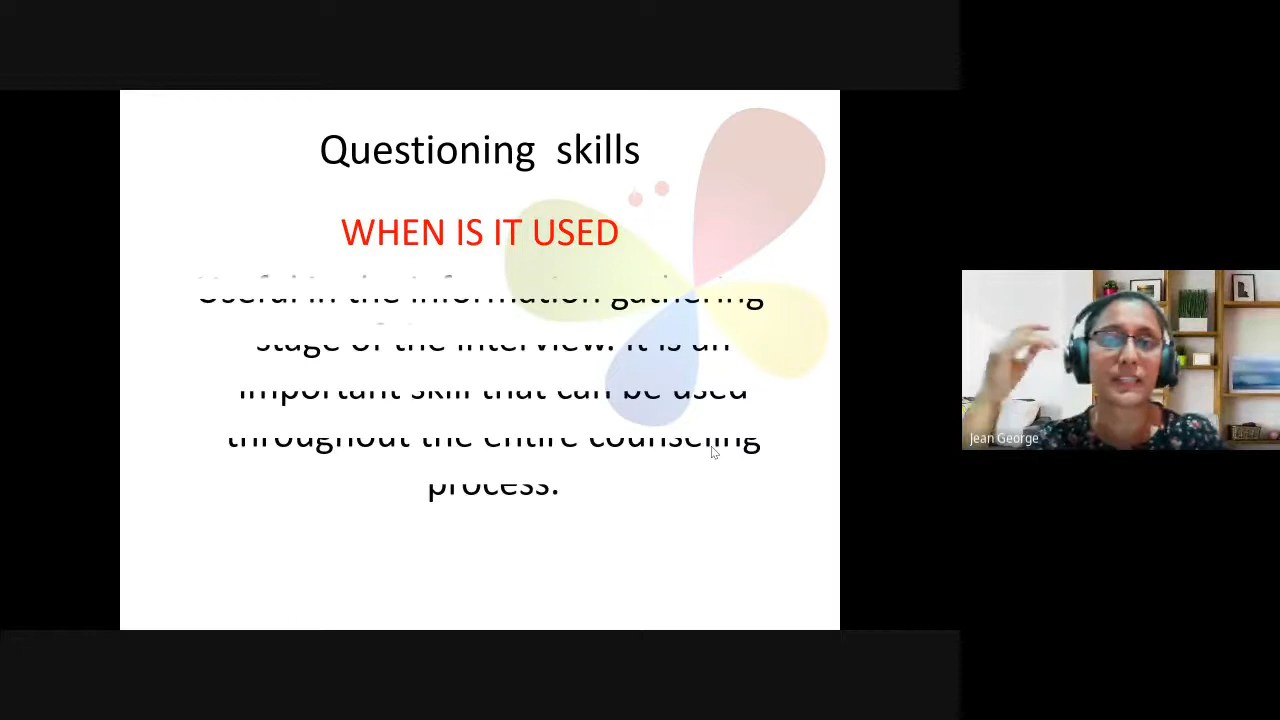 Questioning skills
WHEN IS IT USED
Useful in the information gathering
stage of the interview. It is an
important skill that can be used
throughout the entire counseling
process.
Jean George